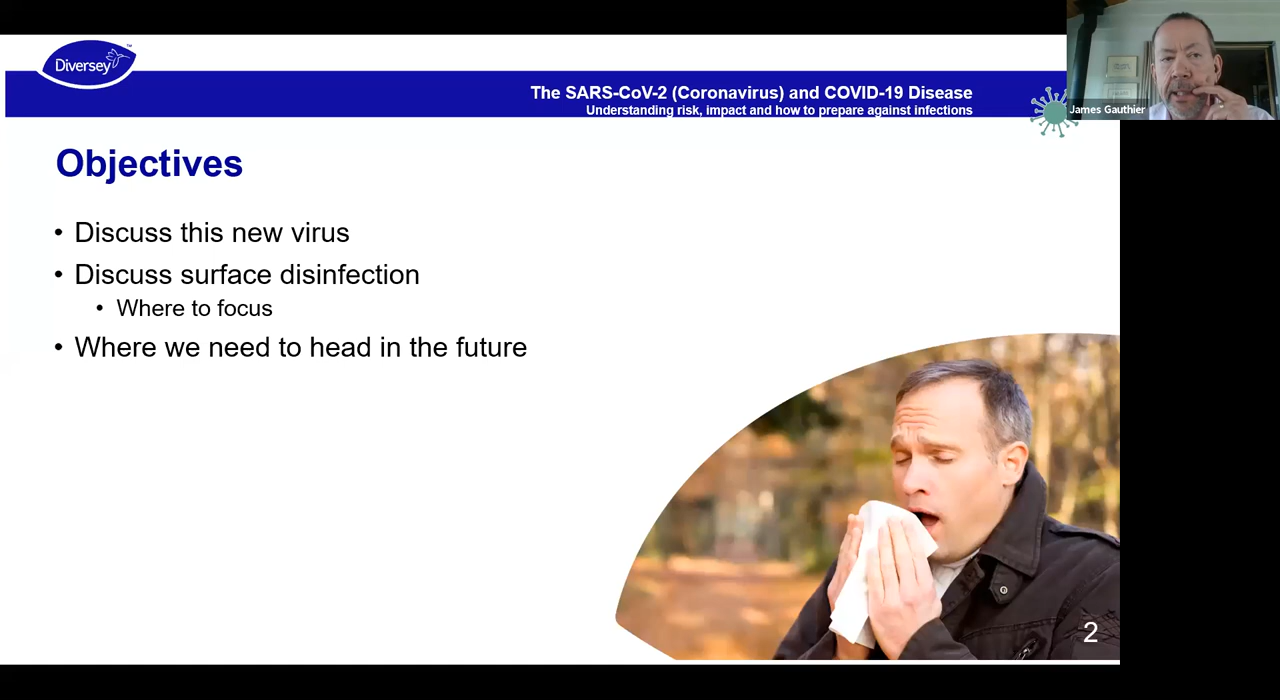 Diversey
The SARS-CoV-2 (Coronavirus) and COVID-19 Disease
Understanding risk, impact and how to prepare against infections
James Gauthier
Objectives
• Discuss this new virus
• Discuss surface disinfection
• Where to focus
• Where we need to head in the future
2